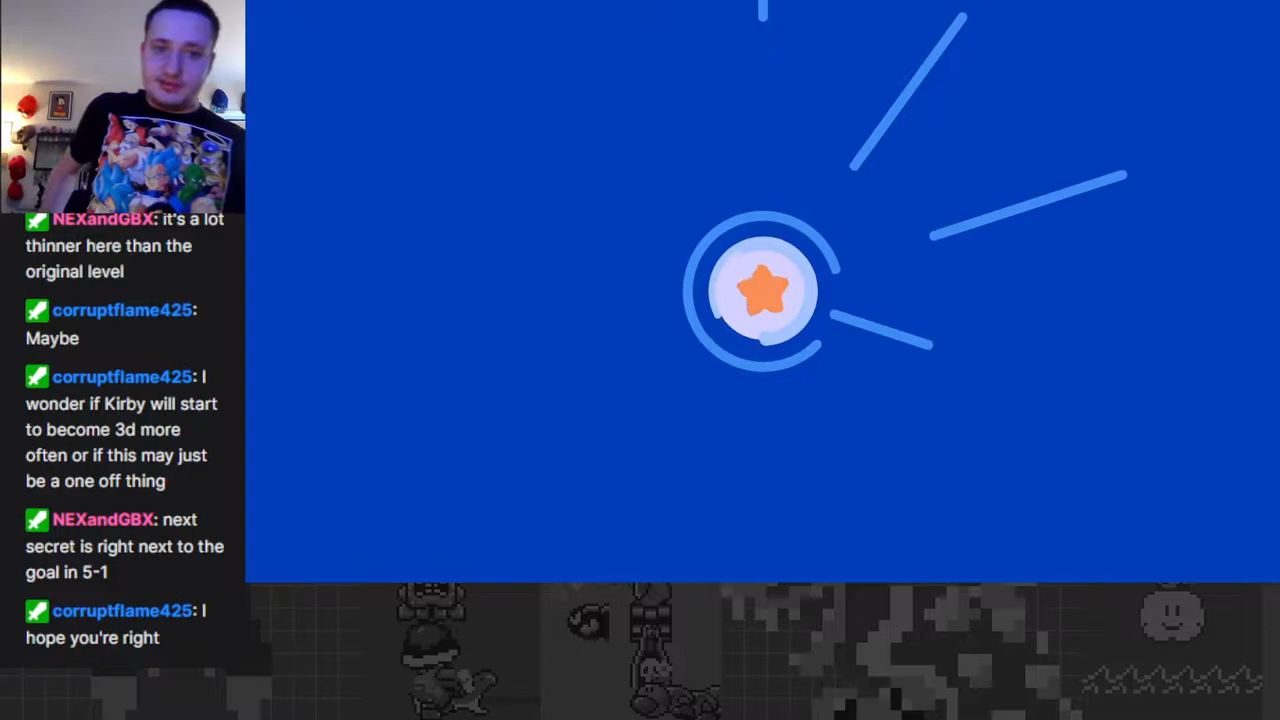 NEXandGBX: it's a lot
thinner here than the
original level
corruptflame425:
Maybe
corruptflame425: I
wonder if Kirby will start
to become 3d more
often or if this may just
be a one off thing
NEXandGBX: next
secret is right next to the
goal in 5-1
corruptflame425: I
hope you're right